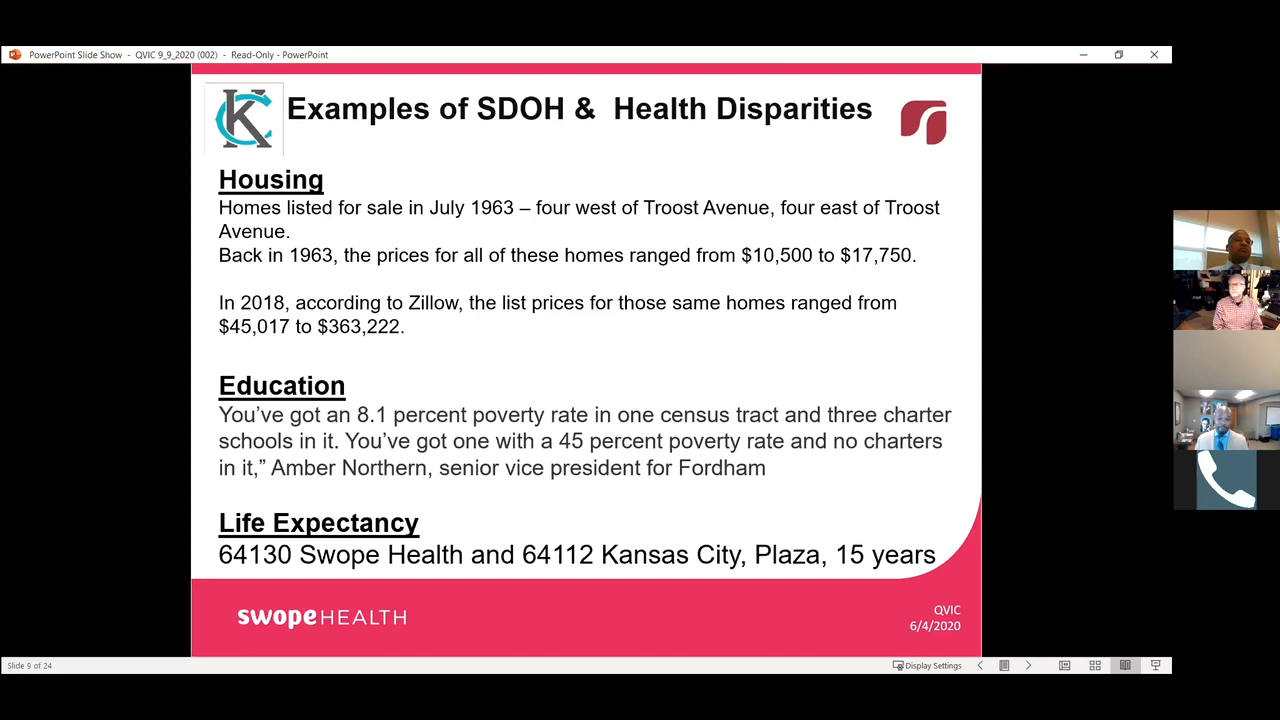 PowerPoint Slide Show - QVIC 9_9_2020 (002) - Read-Only - PowerPoint
KC
Examples of SDOH & Health Disparities
Housing
Homes listed for sale in July 1963 – four west of Troost Avenue, four east of Troost
Avenue.
Back in 1963, the prices for all of these homes ranged from $10,500 to $17,750.
In 2018, according to Zillow, the list prices for those same homes ranged from
$45,017 to $363,222.
Education
You’ve got an 8.1 percent poverty rate in one census tract and three charter
schools in it. You’ve got one with a 45 percent poverty rate and no charters
in it,” Amber Northern, senior vice president for Fordham
Life Expectancy
64130 Swope Health and 64112 Kansas City, Plaza, 15 years
swopeHEALTH
QVIC
6/4/2020
Slide 9 of 24
Display Settings